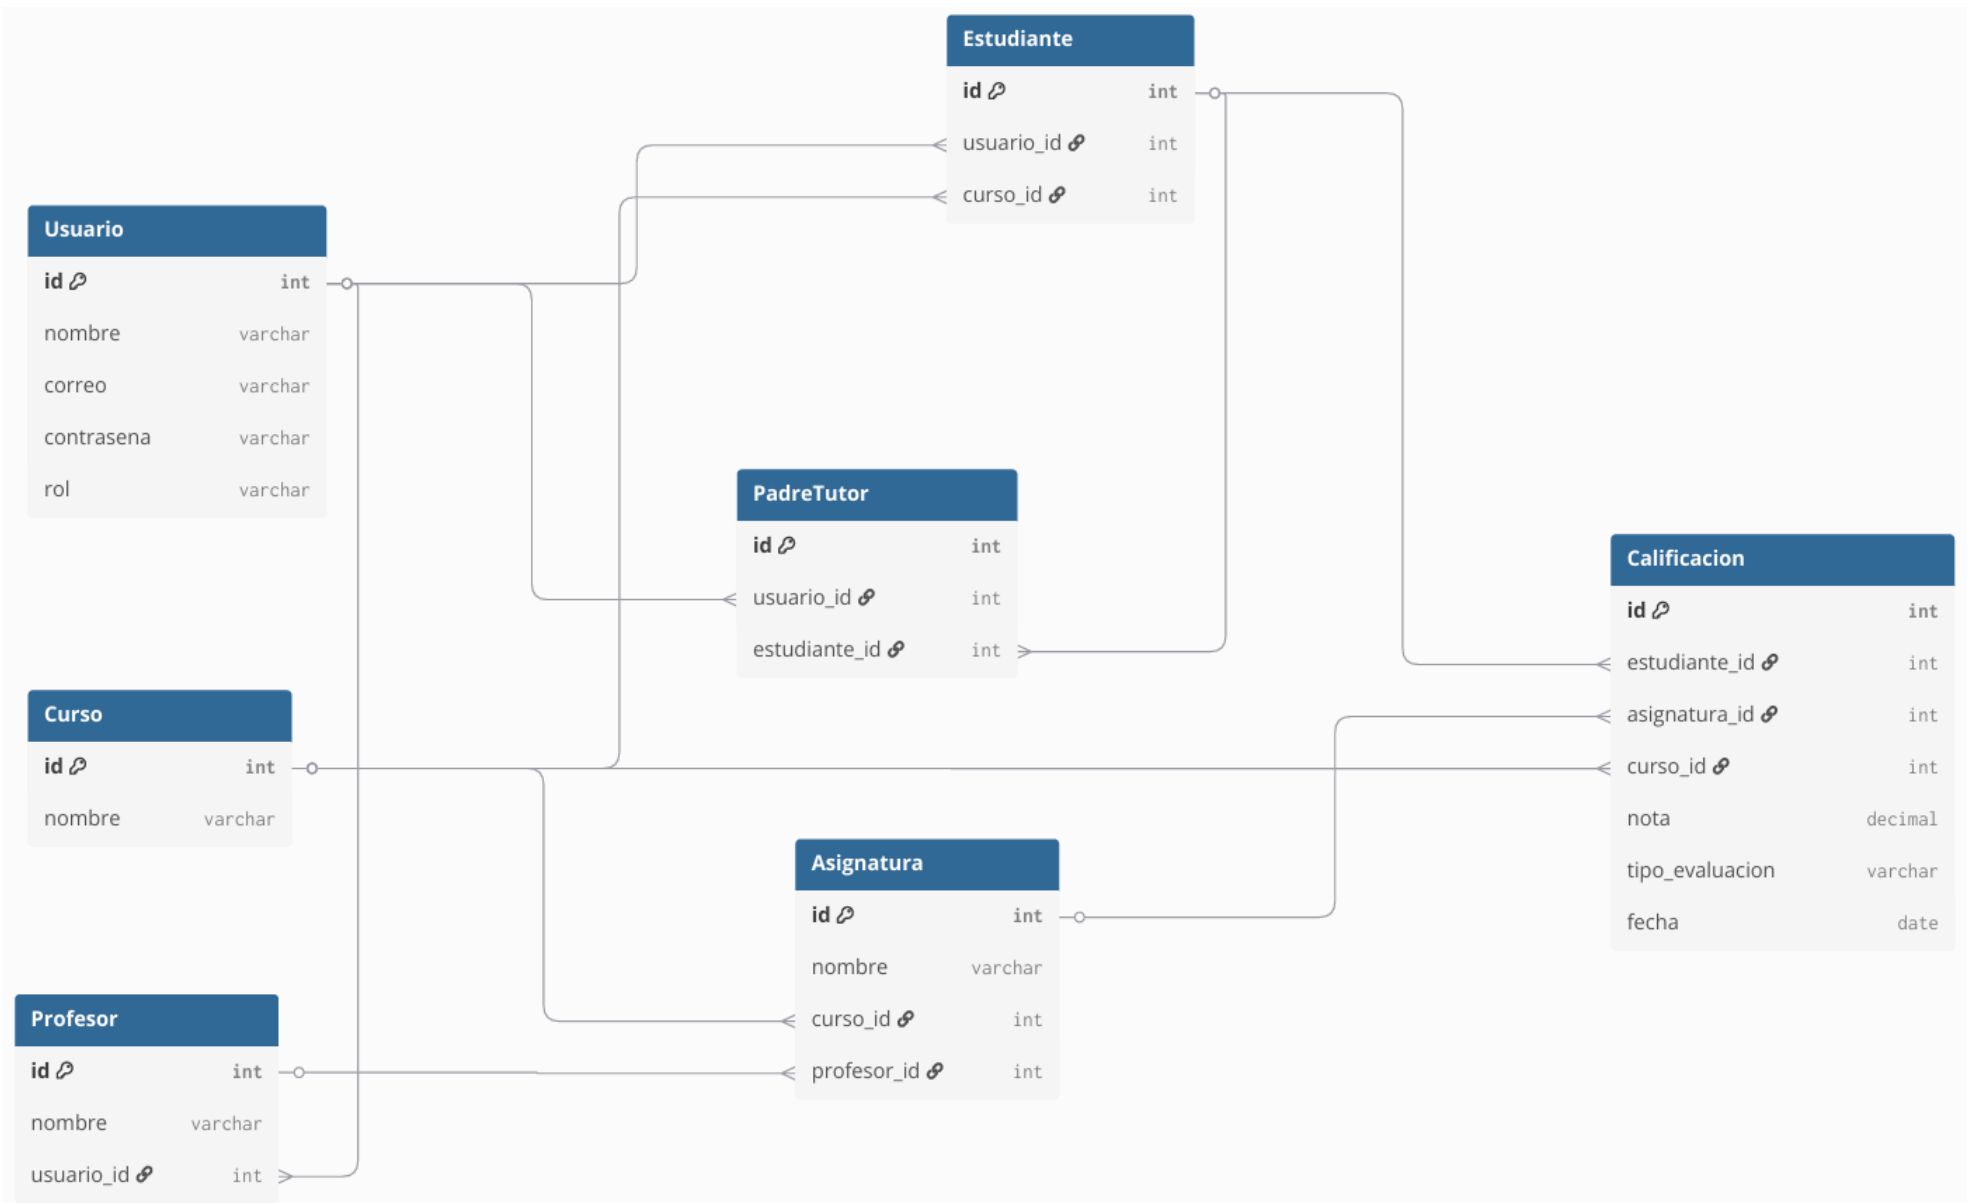 Estudiante
id int
usuario_id int
curso_id int
Usuario
id int
nombre varchar
correo varchar
contrasena varchar
rol varchar
PadreTutor
id int
usuario_id int
estudiante_id int
Calificacion
id int
estudiante_id int
asignatura_id int
curso_id int
nota decimal
tipo_evaluacion varchar
fecha date
Curso
id int
nombre varchar
Asignatura
id int
nombre varchar
curso_id int
profesor_id int
Profesor
id int
nombre varchar
usuario_id int